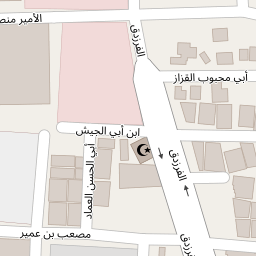 الأمير منص
الفرزدق
أبي محبوب القزاز
ابن أبي الجيش
أبي الحسن العماد
الفرزدق
مصعب بن عمير
الفرزدق